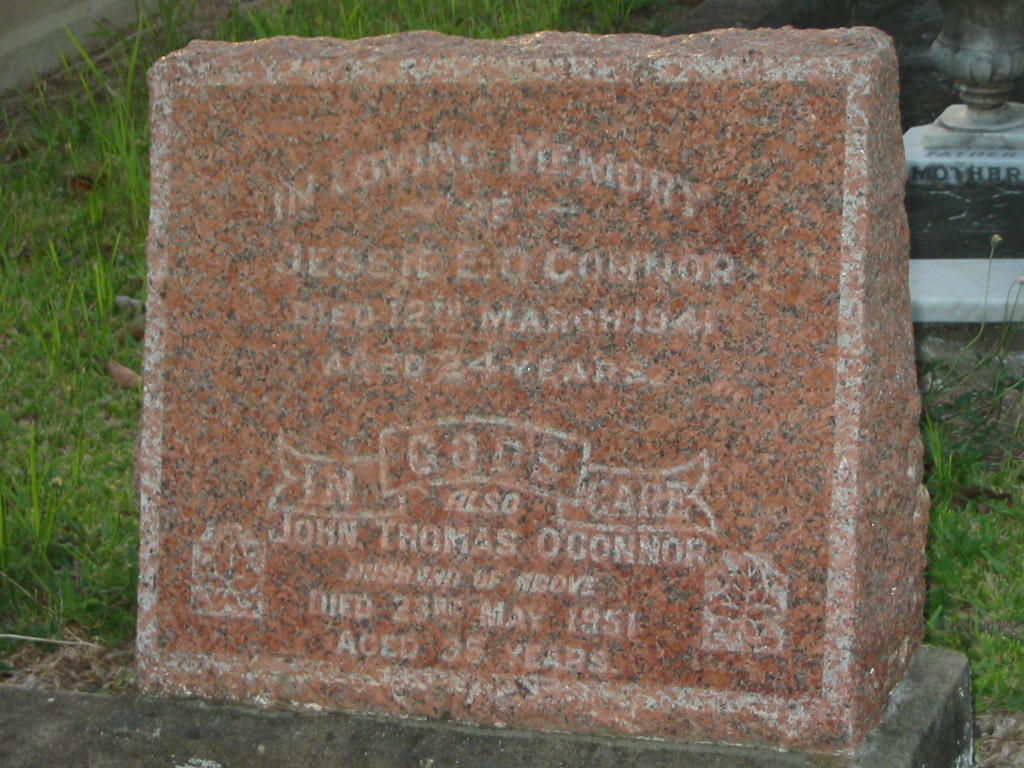 IN LOVING MEMORY
— OF —
JESSIE E. O'CONNOR
DIED 12TH MARCH 1941
AGED 24 YEARS.
IN GOD'S CARE
ALSO
JOHN THOMAS O'CONNOR
HUSBAND OF ABOVE
DIED 23RD MAY 1951
AGED YEARS
FATHER
MOTHER